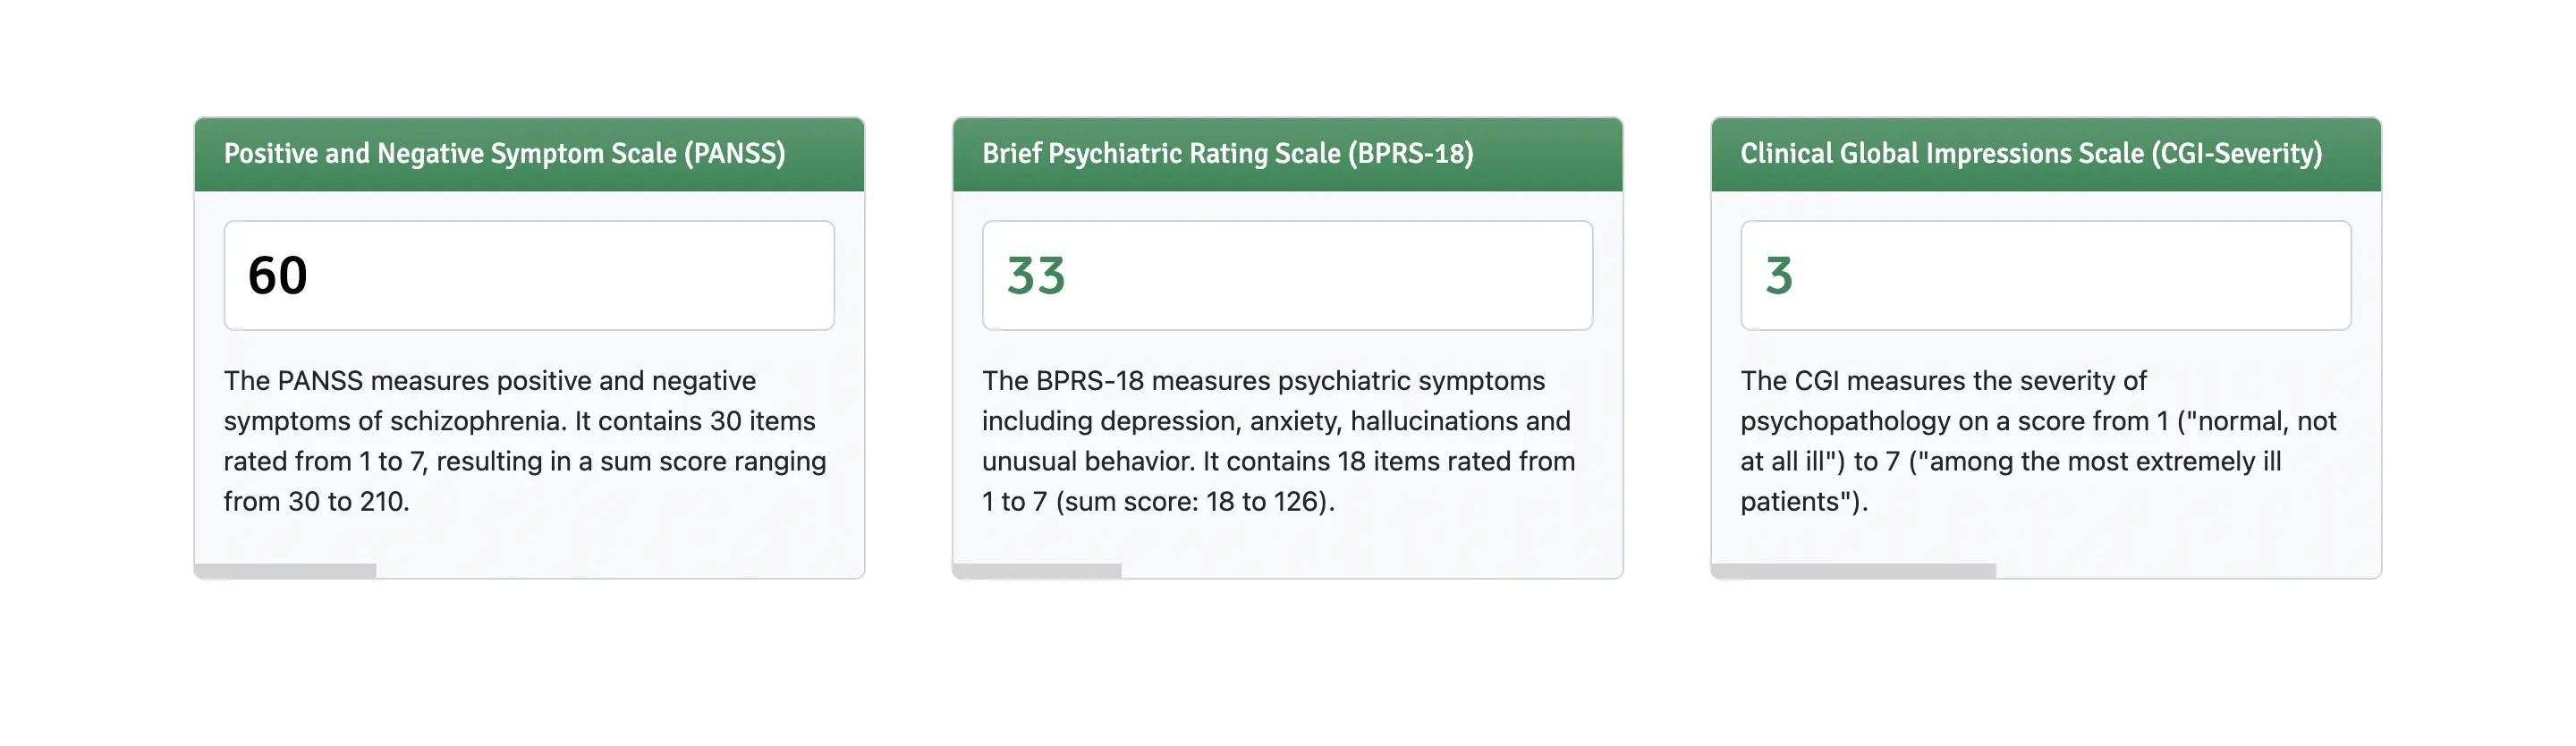 Positive and Negative Symptom Scale (PANSS)
60
The PANSS measures positive and negative
symptoms of schizophrenia. It contains 30 items
rated from 1 to 7, resulting in a sum score ranging
from 30 to 210.
Brief Psychiatric Rating Scale (BPRS-18)
33
The BPRS-18 measures psychiatric symptoms
including depression, anxiety, hallucinations and
unusual behavior. It contains 18 items rated from
1 to 7 (sum score: 18 to 126).
Clinical Global Impressions Scale (CGI-Severity)
3
The CGI measures the severity of
psychopathology on a score from 1 ("normal, not
at all ill") to 7 ("among the most extremely ill
patients").